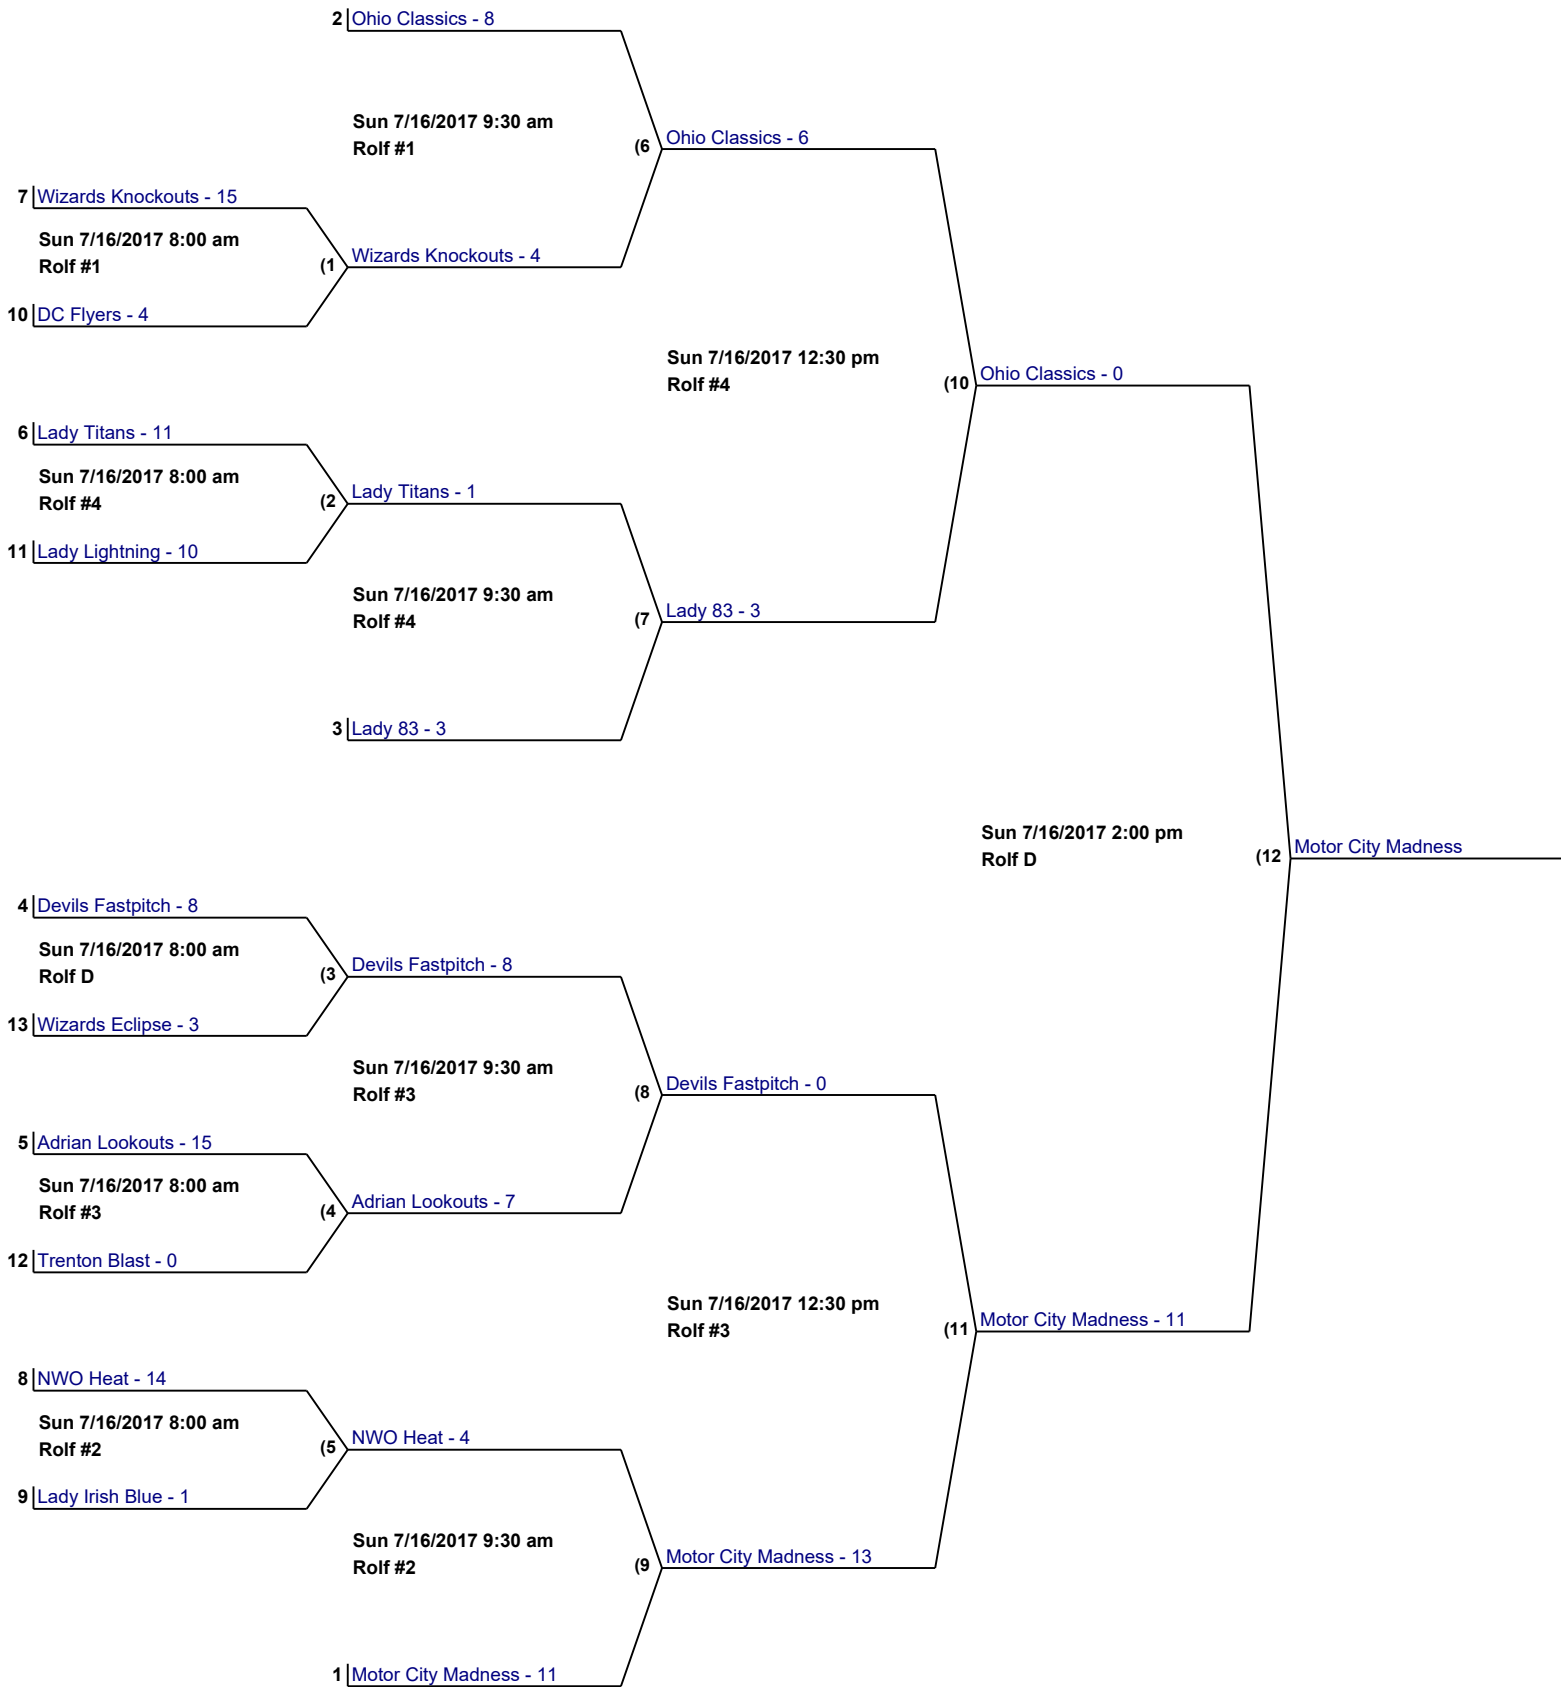 2 Ohio Classics - 8
Sun 7/16/2017 9:30 am
Rolf #1
(6 Ohio Classics - 6
7 Wizards Knockouts - 15
Sun 7/16/2017 8:00 am
Rolf #1
(1 Wizards Knockouts - 4
10 DC Flyers - 4
Sun 7/16/2017 12:30 pm
Rolf #4
(10 Ohio Classics - 0
6 Lady Titans - 11
Sun 7/16/2017 8:00 am
Rolf #4
(2 Lady Titans - 1
11 Lady Lightning - 10
Sun 7/16/2017 9:30 am
Rolf #4
(7 Lady 83 - 3
3 Lady 83 - 3
Sun 7/16/2017 2:00 pm
Rolf D
(12 Motor City Madness
4 Devils Fastpitch - 8
Sun 7/16/2017 8:00 am
Rolf D
(3 Devils Fastpitch - 8
13 Wizards Eclipse - 3
Sun 7/16/2017 9:30 am
Rolf #3
(8 Devils Fastpitch - 0
5 Adrian Lookouts - 15
Sun 7/16/2017 8:00 am
Rolf #3
(4 Adrian Lookouts - 7
12 Trenton Blast - 0
Sun 7/16/2017 12:30 pm
Rolf #3
(11 Motor City Madness - 11
8 NWO Heat - 14
Sun 7/16/2017 8:00 am
Rolf #2
(5 NWO Heat - 4
9 Lady Irish Blue - 1
Sun 7/16/2017 9:30 am
Rolf #2
(9 Motor City Madness - 13
1 Motor City Madness - 11